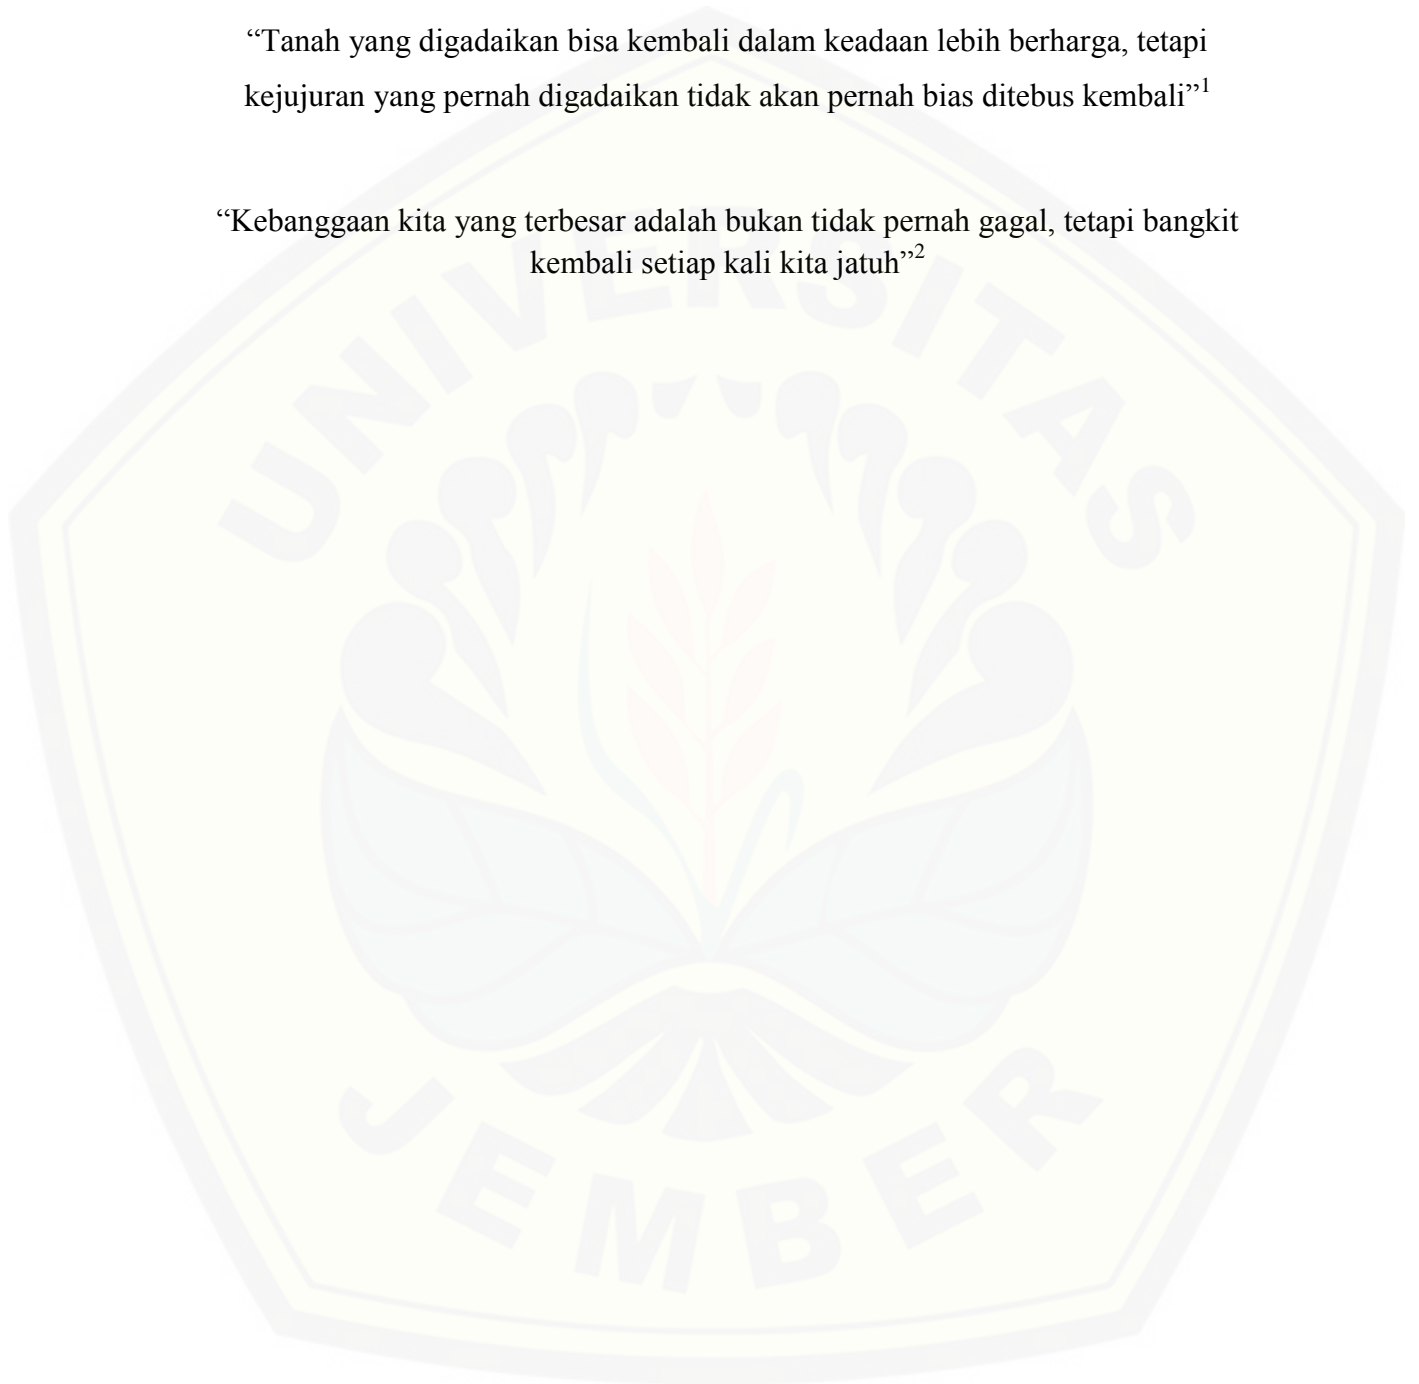 “Tanah yang digadaikan bisa kembali dalam keadaan lebih berharga, tetapi
kejujuran yang pernah digadaikan tidak akan pernah bias ditebus kembali”1
“Kebanggaan kita yang terbesar adalah bukan tidak pernah gagal, tetapi bangkit
kembali setiap kali kita jatuh”2
UNIVERSITAS
JEMBER